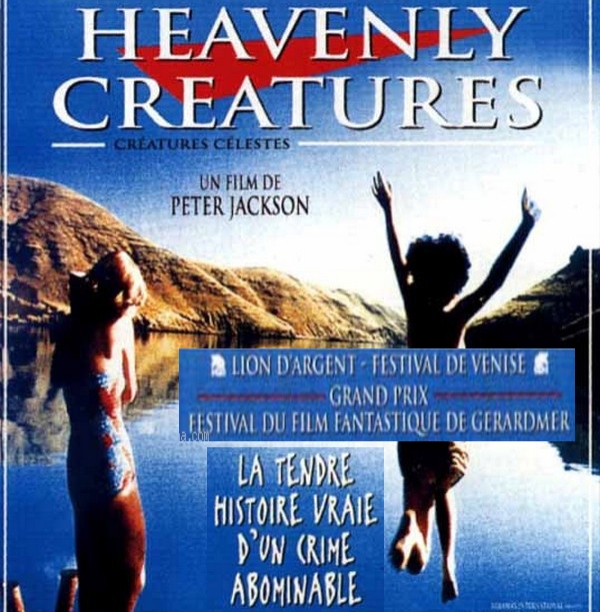 HEAVENLY
CREATURES
CRÉATURES CÉLESTES
UN FILM DE
PETER JACKSON
LION D'ARGENT - FESTIVAL DE VENISE
GRAND PRIX
FESTIVAL DU FILM FANTASTIQUE DE GERARDMER
a.com
LA TENDRE
HISTOIRE VRAIE
D'UN CRIME
ABOMINABLE